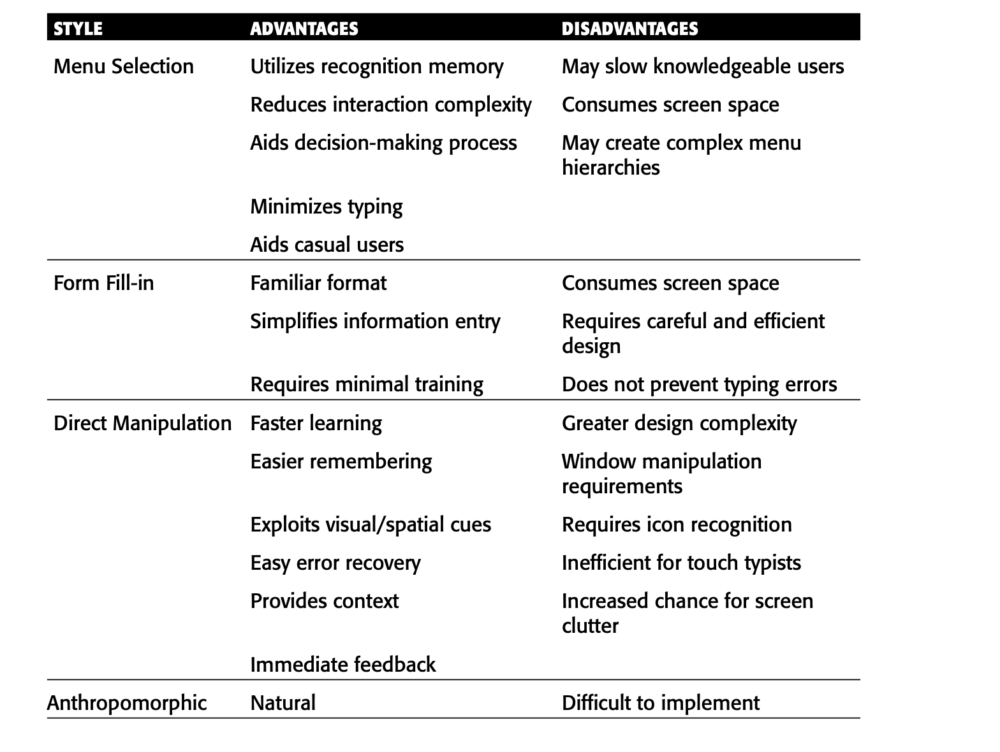 STYLE ADVANTAGES DISADVANTAGES
Menu Selection Utilizes recognition memory May slow knowledgeable users
Reduces interaction complexity Consumes screen space
Aids decision-making process May create complex menu
hierarchies
Minimizes typing
Aids casual users
Form Fill-in Familiar format Consumes screen space
Simplifies information entry Requires careful and efficient
design
Requires minimal training Does not prevent typing errors
Direct Manipulation Faster learning Greater design complexity
Easier remembering Window manipulation
requirements
Exploits visual/spatial cues Requires icon recognition
Easy error recovery Inefficient for touch typists
Provides context Increased chance for screen
clutter
Immediate feedback
Anthropomorphic Natural Difficult to implement